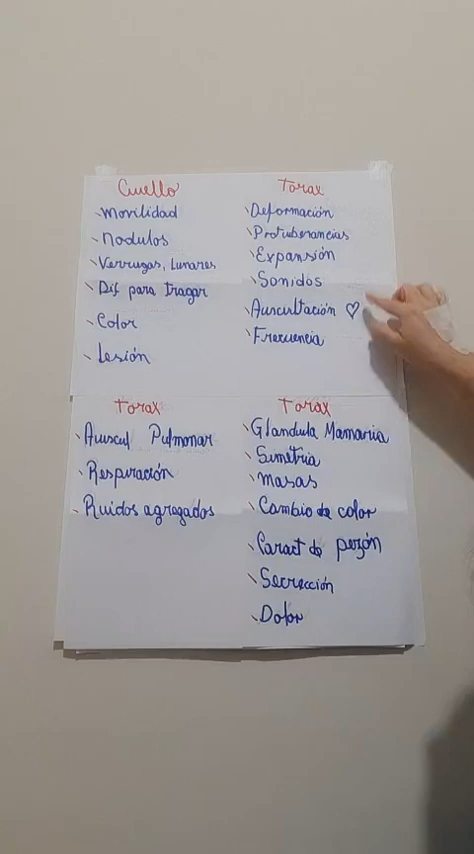 Cuello
-Movilidad
-Nodulos
-Verrugas, Lunares
-Dif para tragar
-Color
-Lesión
Torax
-Deformación
-Protuberancias
-Expansión
-Sonidos
-Auscultación ♡
-Frecuencia
Torax
-Auscul Pulmonar
-Respiración
-Ruidos agregados
Torax
-Glandula Mamaria
-Simetria
-Masas
-Cambio de color
-Caract de pezón
-Secrección
-Dolor